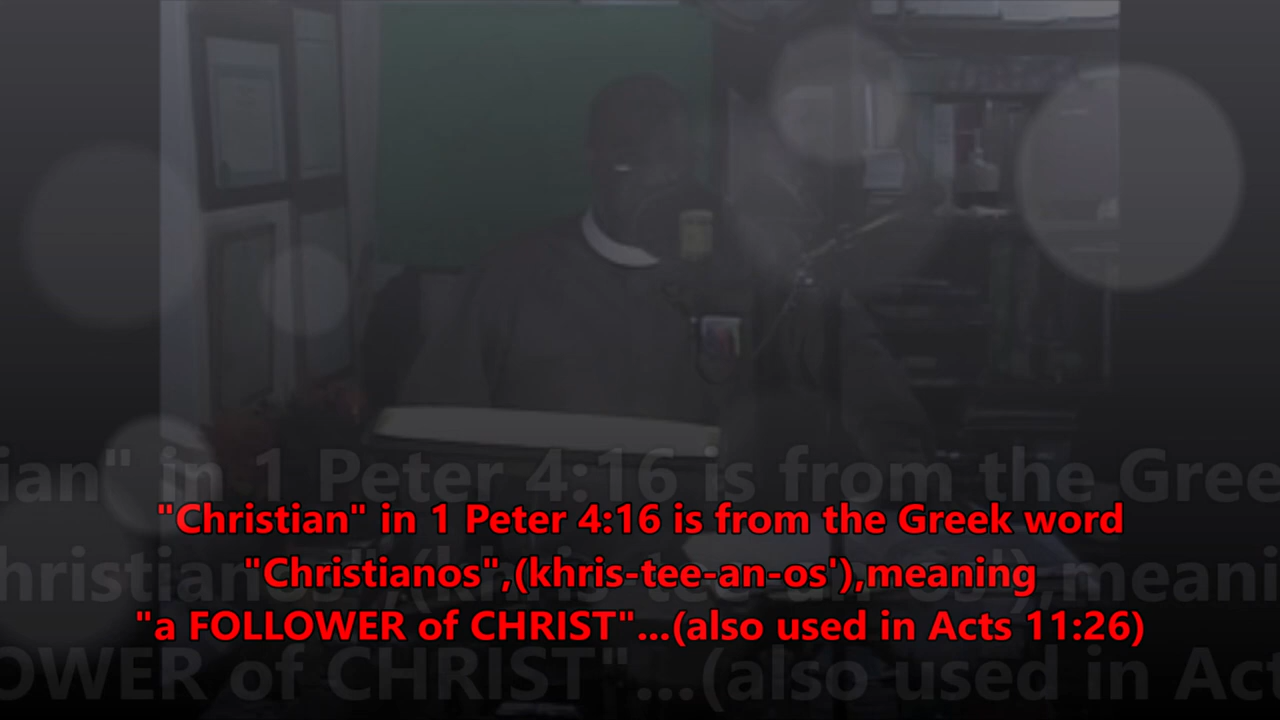 "Christian" in 1 Peter 4:16 is from the Greek word
"Christianos",(khris-tee-an-os'),meaning
"a FOLLOWER of CHRIST"...(also used in Acts 11:26)